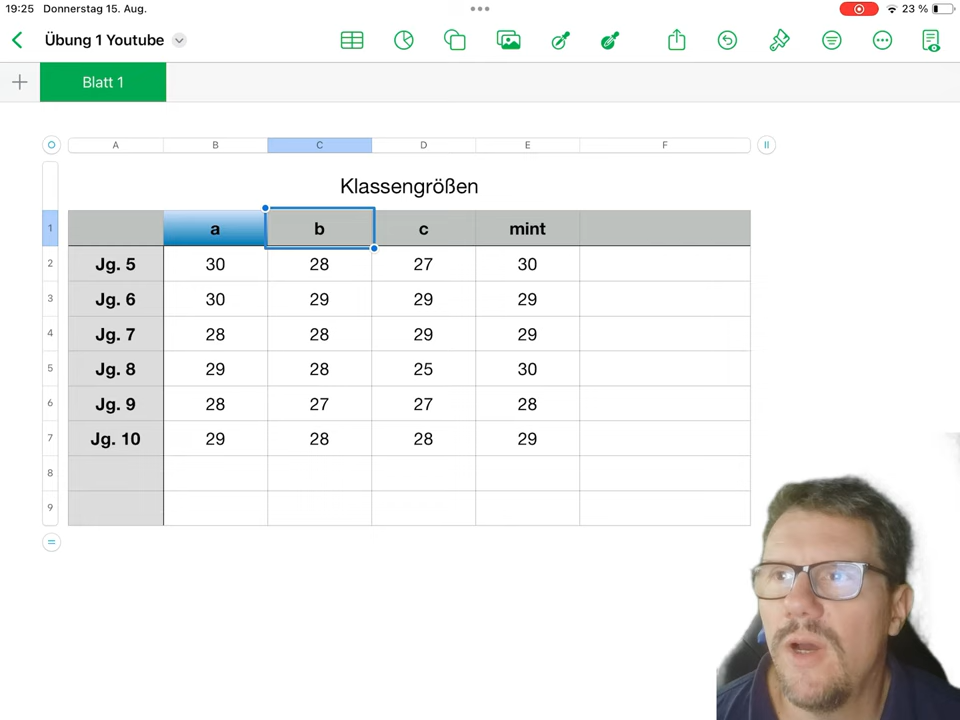 19:25 Donnerstag 15. Aug. 23 %
Übung 1 Youtube
Blatt 1
A B C D E F
Klassengrößen
1 a b c mint
2 Jg. 5 30 28 27 30
3 Jg. 6 30 29 29 29
4 Jg. 7 28 28 29 29
5 Jg. 8 29 28 25 30
6 Jg. 9 28 27 27 28
7 Jg. 10 29 28 28 29
8
9